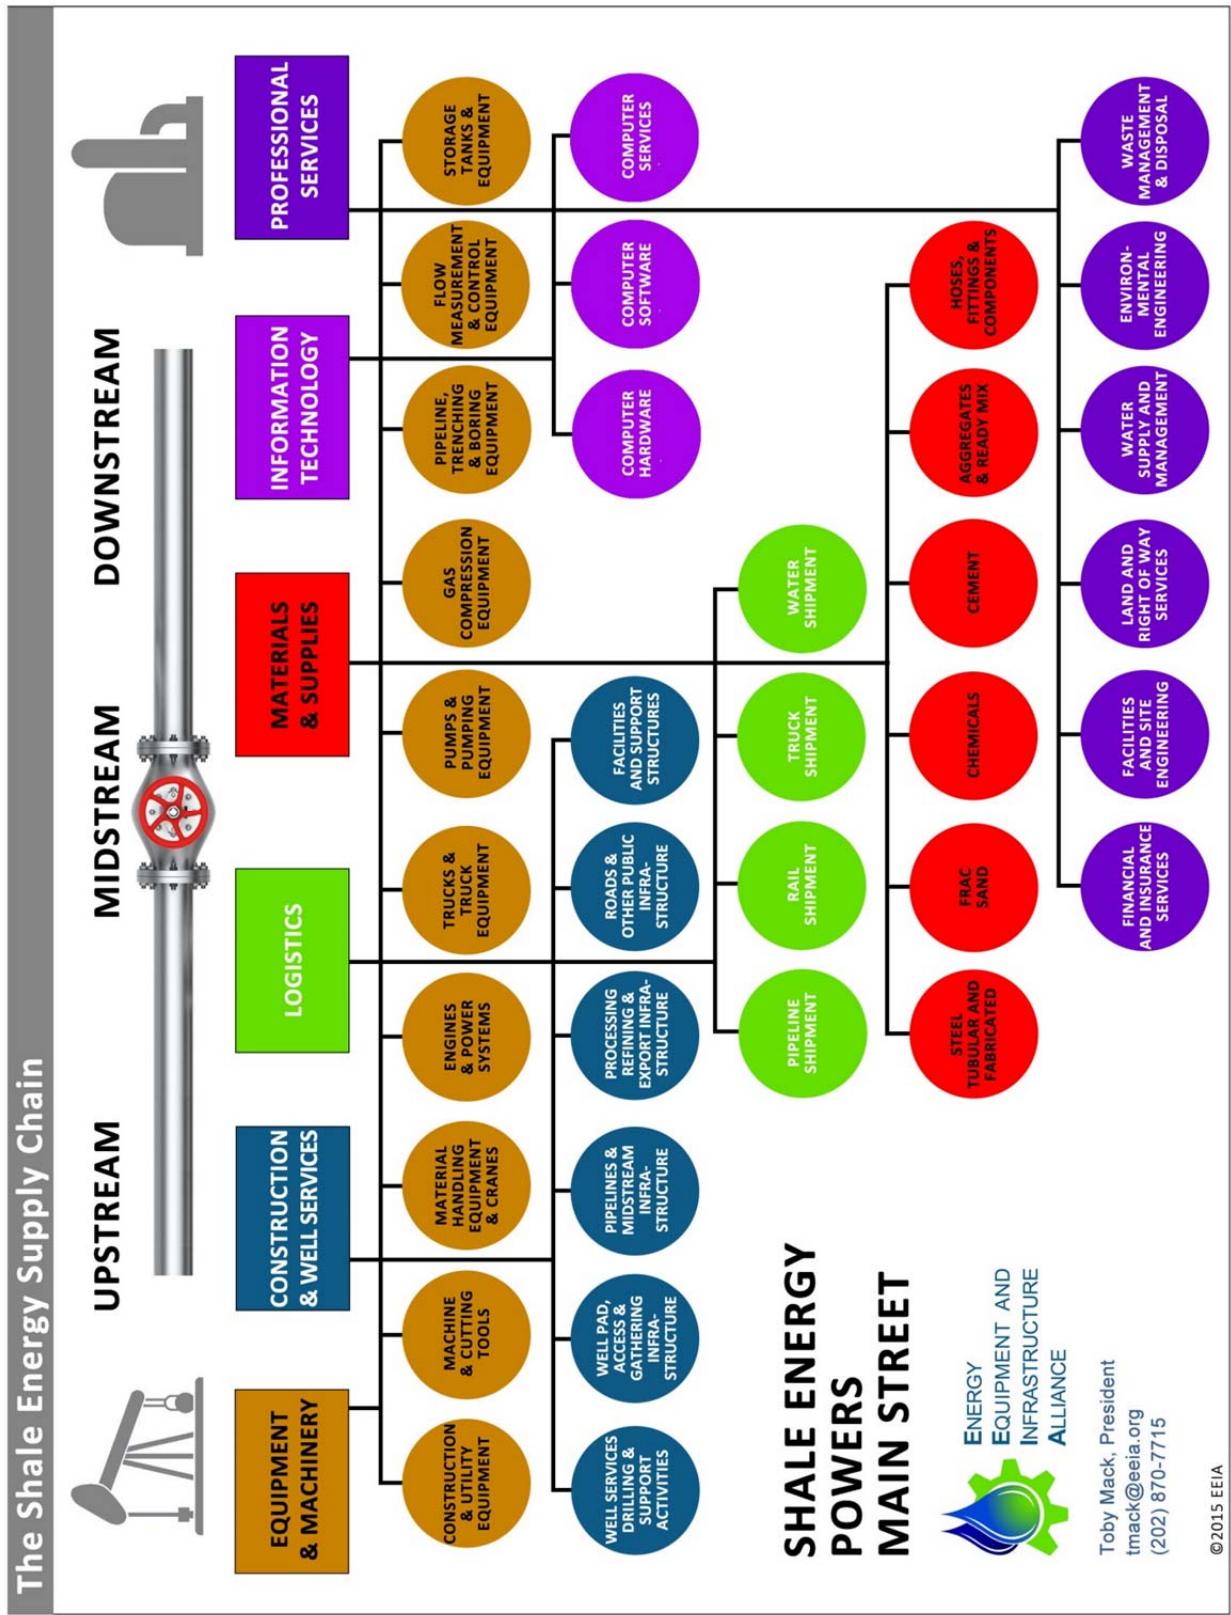 The Shale Energy Supply Chain
UPSTREAM
MIDSTREAM
DOWNSTREAM
EQUIPMENT
& MACHINERY
CONSTRUCTION
& WELL SERVICES
LOGISTICS
MATERIALS
& SUPPLIES
INFORMATION
TECHNOLOGY
PROFESSIONAL
SERVICES
CONSTRUCTION
& UTILITY
EQUIPMENT
MACHINE
& CUTTING
TOOLS
MATERIAL
HANDLING
EQUIPMENT
& CRANES
ENGINES
& POWER
SYSTEMS
TRUCKS &
TRUCK
EQUIPMENT
PUMPS &
PUMPING
EQUIPMENT
GAS
COMPRESSION
EQUIPMENT
PIPELINE,
TRENCHING
& BORING
EQUIPMENT
FLOW
MEASUREMENT
& CONTROL
EQUIPMENT
STORAGE
TANKS &
EQUIPMENT
WELL SERVICES
DRILLING &
SUPPORT
ACTIVITIES
WELL PAD,
ACCESS &
GATHERING
INFRA-
STRUCTURE
PIPELINES &
MIDSTREAM
INFRA-
STRUCTURE
PROCESSING
REFINING &
EXPORT INFRA-
STRUCTURE
ROADS &
OTHER PUBLIC
INFRA-
STRUCTURE
FACILITIES
AND SUPPORT
STRUCTURES
COMPUTER
HARDWARE
COMPUTER
SOFTWARE
COMPUTER
SERVICES
PIPELINE
SHIPMENT
RAIL
SHIPMENT
TRUCK
SHIPMENT
WATER
SHIPMENT
STEEL
TUBULAR AND
FABRICATED
FRAC
SAND
CHEMICALS
CEMENT
AGGREGATES
& READY MIX
HOSES,
FITTINGS &
COMPONENTS
FINANCIAL
AND INSURANCE
SERVICES
FACILITIES
AND SITE
ENGINEERING
LAND AND
RIGHT OF WAY
SERVICES
WATER
SUPPLY AND
MANAGEMENT
ENVIRON-
MENTAL
ENGINEERING
WASTE
MANAGEMENT
& DISPOSAL
SHALE ENERGY
POWERS
MAIN STREET
ENERGY
EQUIPMENT AND
INFRASTRUCTURE
ALLIANCE
Toby Mack, President
tmack@eeia.org
(202) 870-7715
©2015 EEIA